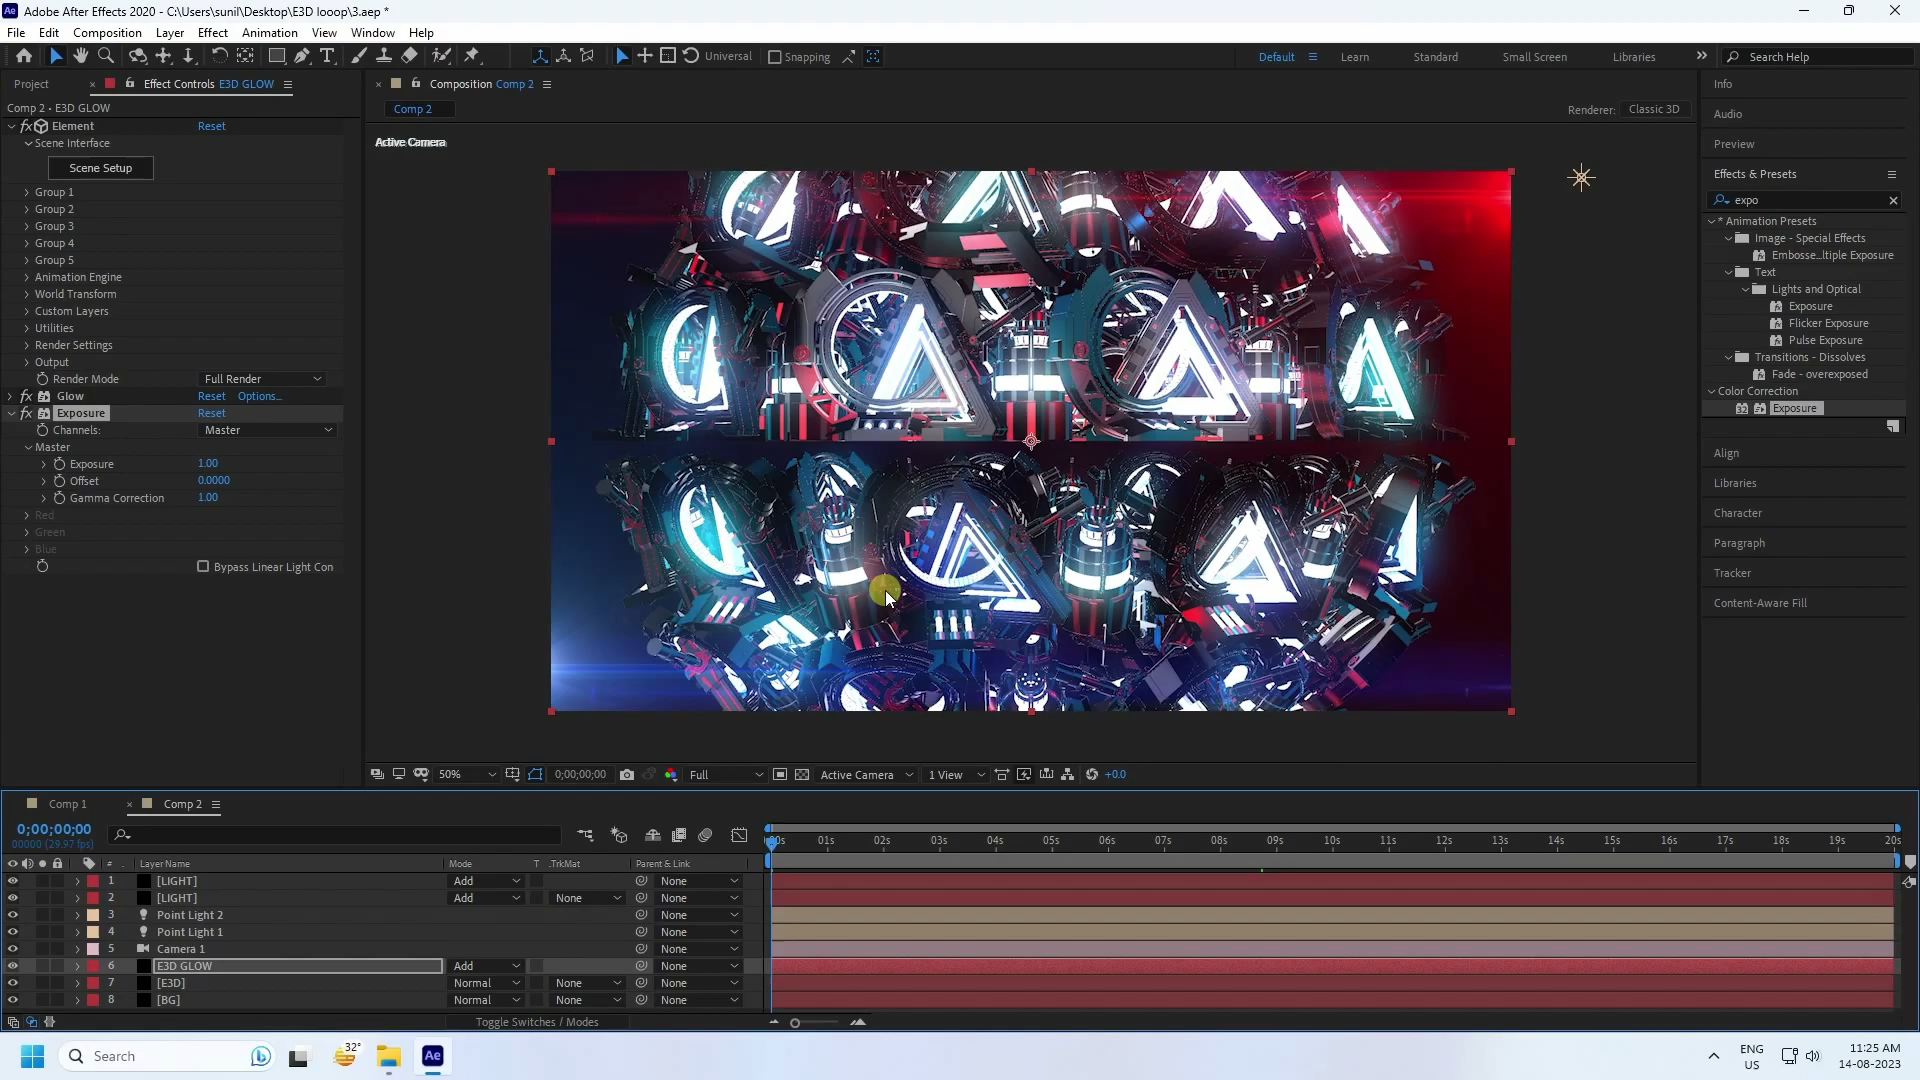 Adobe After Effects 2020 - C:\Users\sunil\Desktop\E3D looop\3.aep *
File Edit Composition Layer Effect Animation View Window Help
Universal Snapping Default Learn Standard Small Screen Libraries Search Help
Project Effect Controls E3D GLOW Composition Comp 2 Info
Comp 2 • E3D GLOW
Comp 2 Renderer: Classic 3D
Element Reset
Scene Interface
Scene Setup
Group 1
Group 2
Group 3
Group 4
Group 5
Animation Engine
World Transform
Custom Layers
Utilities
Render Settings
Output
Render Mode Full Render
Glow Reset Options...
Exposure Reset
Channels: Master
Master
Exposure 1.00
Offset 0.0000
Gamma Correction 1.00
Red
Green
Blue
Bypass Linear Light Con
Active Camera
Audio
Preview
Effects & Presets
expo
* Animation Presets
Image - Special Effects
Embosse...ltiple Exposure
Text
Lights and Optical
Exposure
Flicker Exposure
Pulse Exposure
Transitions - Dissolves
Fade - overexposed
Color Correction
32 Exposure
Align
Libraries
Character
Paragraph
Tracker
Content-Aware Fill
50% 0;00;00;00 Full Active Camera 1 View +0.0
Comp 1 Comp 2
0;00;00;00
00000 (29.97 fps)
00s 01s 02s 03s 04s 05s 06s 07s 08s 09s 10s 11s 12s 13s 14s 15s 16s 17s 18s 19s 20s
# Layer Name Mode T .TrkMat Parent & Link
1 [LIGHT] Add None
2 [LIGHT] Add None None
3 Point Light 2 None
4 Point Light 1 None
5 Camera 1 None
6 E3D GLOW Add None
7 [E3D] Normal None None
8 [BG] Normal None None
Toggle Switches / Modes
Search 32° Ae ENG US 11:25 AM 14-08-2023